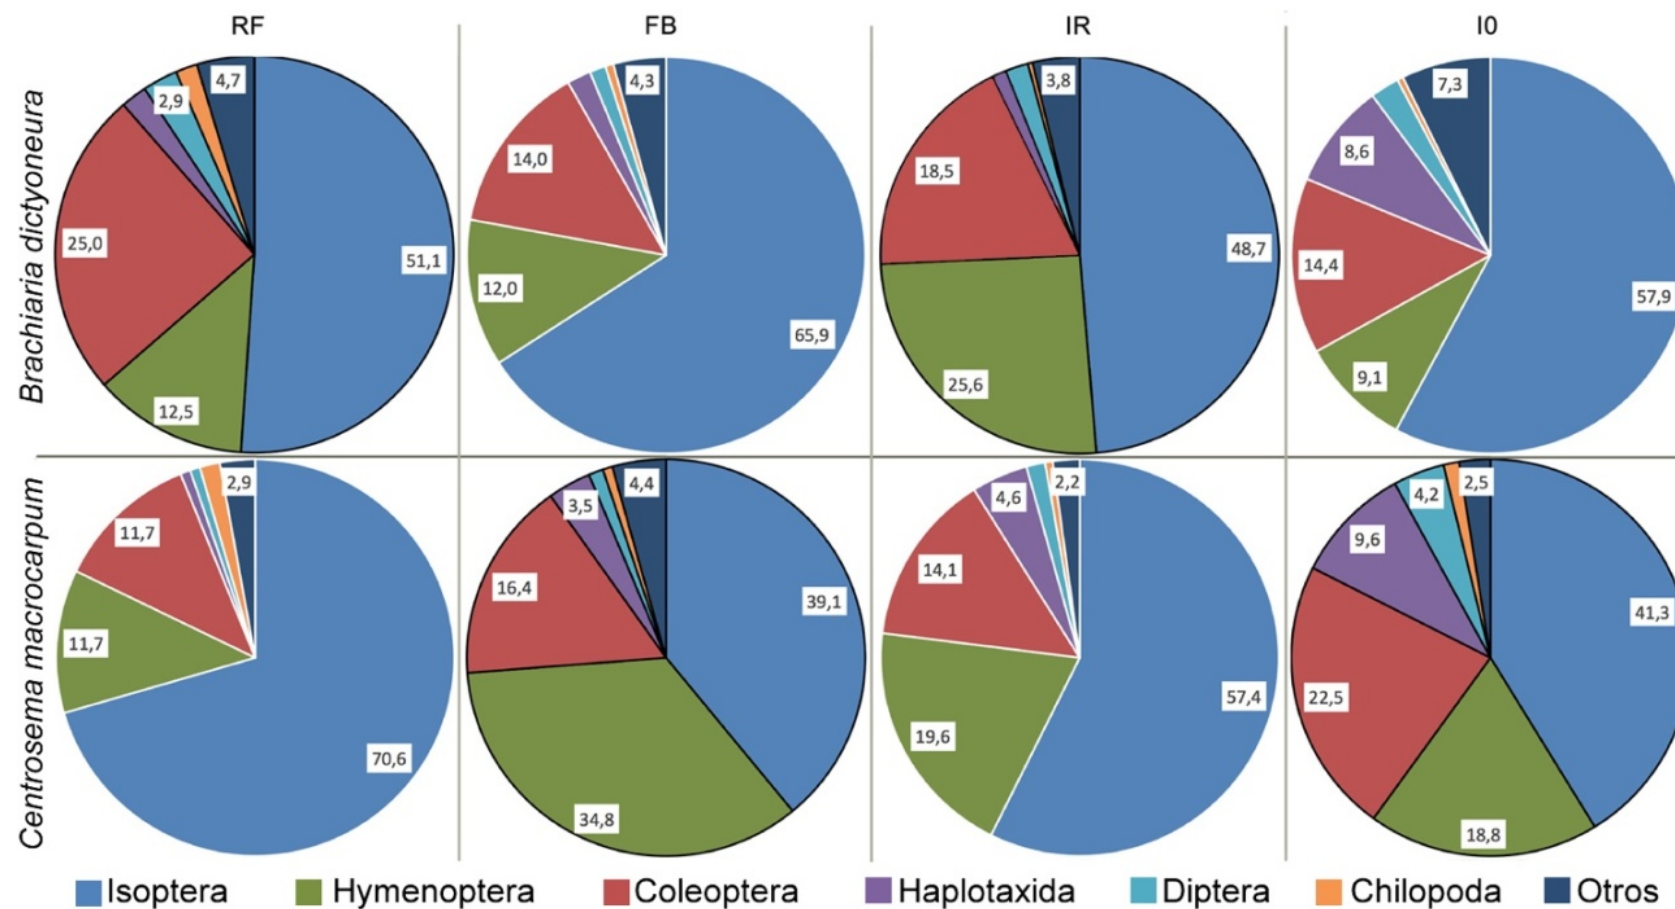 RF FB IR I0
Brachiaria dictyoneura
2,9 4,7 25,0 51,1 12,5
4,3 14,0 12,0 65,9
3,8 18,5 48,7 25,6
7,3 8,6 14,4 57,9 9,1
Centrosema macrocarpum
2,9 11,7 11,7 70,6
4,4 3,5 16,4 39,1 34,8
2,2 4,6 14,1 57,4 19,6
2,5 4,2 9,6 41,3 22,5 18,8
Isoptera Hymenoptera Coleoptera Haplotaxida Diptera Chilopoda Otros